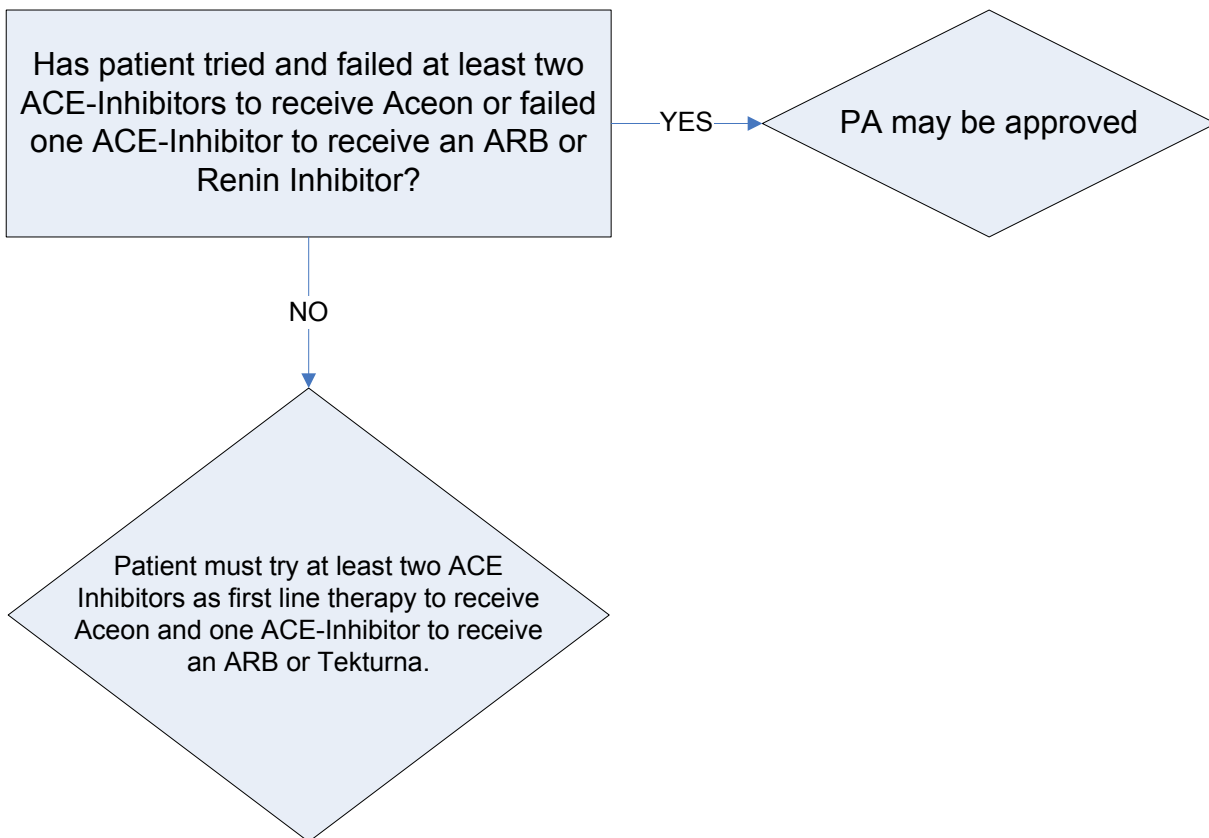 Has patient tried and failed at least two
ACE-Inhibitors to receive Aceon or failed
one ACE-Inhibitor to receive an ARB or
Renin Inhibitor?
YES
PA may be approved
NO
Patient must try at least two ACE
Inhibitors as first line therapy to receive
Aceon and one ACE-Inhibitor to receive
an ARB or Tekturna.